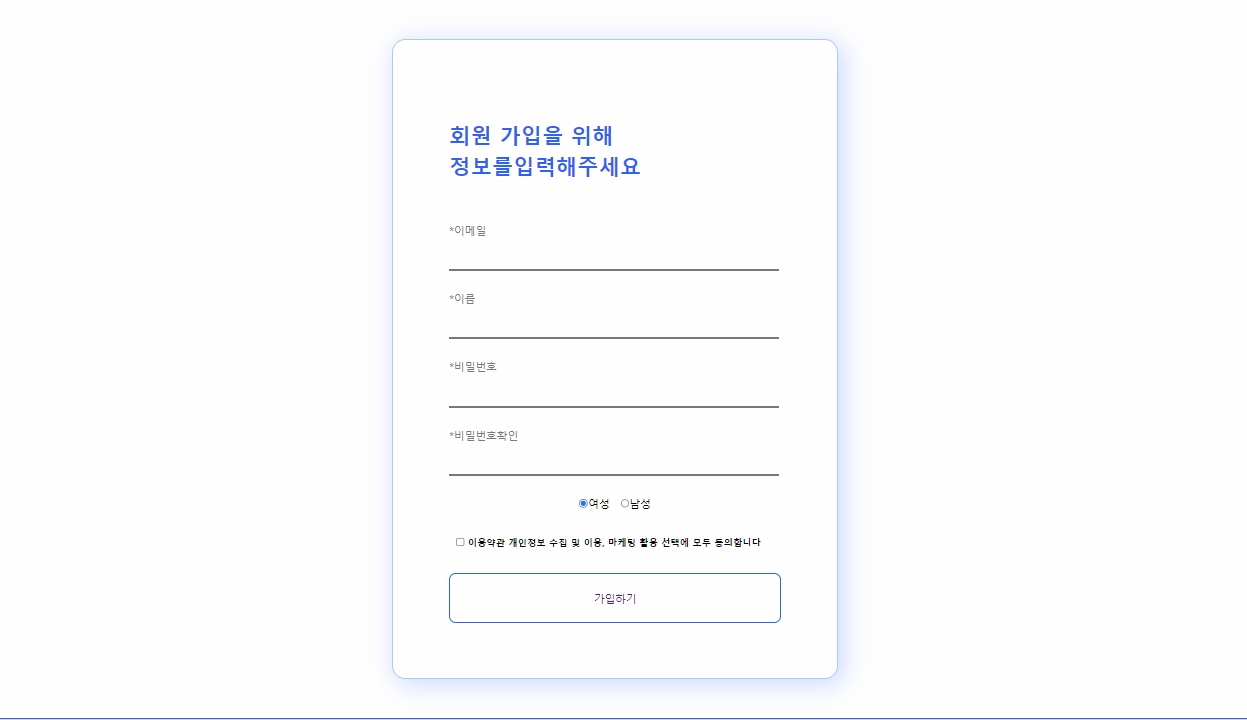 회원 가입을 위해
정보를입력해주세요
*이메일
*이름
*비밀번호
*비밀번호확인
여성 남성
이용약관 개인정보 수집 및 이용, 마케팅 활용 선택에 모두 동의합니다
가입하기